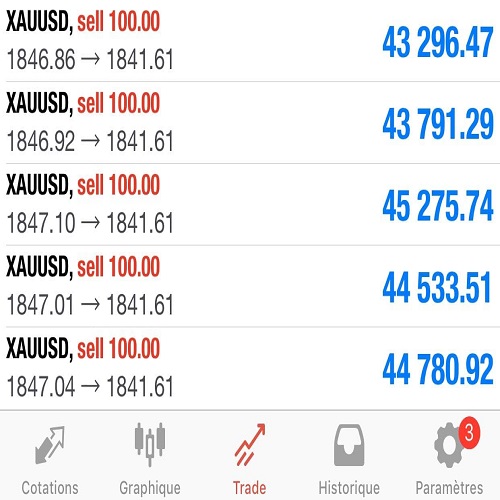 XAUUSD, sell 100.00
43 296.47
1846.86 → 1841.61
XAUUSD, sell 100.00
43 791.29
1846.92 → 1841.61
XAUUSD, sell 100.00
45 275.74
1847.10 → 1841.61
XAUUSD, sell 100.00
44 533.51
1847.01 → 1841.61
XAUUSD, sell 100.00
44 780.92
1847.04 → 1841.61
3
Cotations Graphique Trade Historique Paramètres